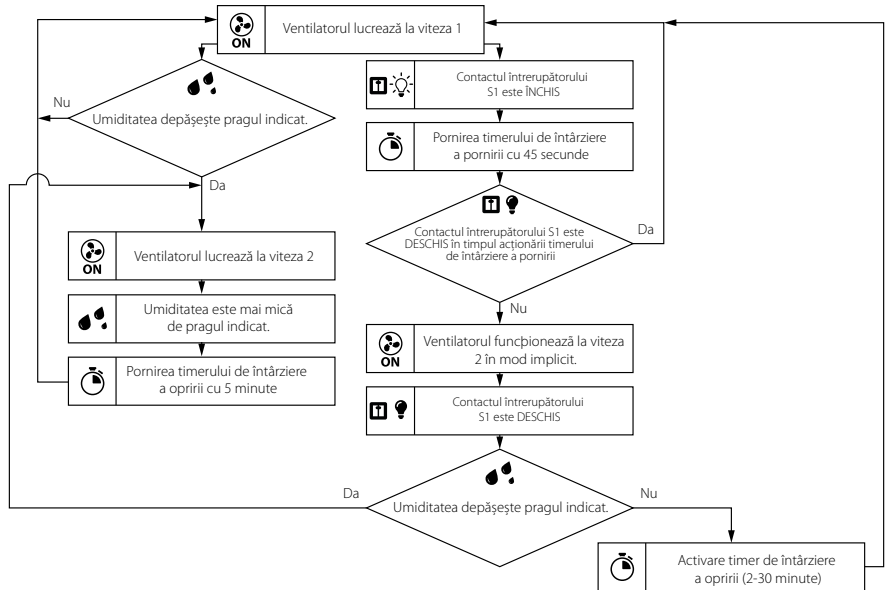 ON
Ventilatorul lucrează la viteza 1
Umiditatea depășește pragul indicat.
Nu
Da
ON
Ventilatorul lucrează la viteza 2
Umiditatea este mai mică
de pragul indicat.
Pornirea timerului de întârziere
a opririi cu 5 minute
Contactul întrerupătorului
S1 este ÎNCHIS
Pornirea timerului de întârziere
a pornirii cu 45 secunde
Contactul întrerupătorului S1 este
DESCHIS în timpul acționării timerului
de întârziere a pornirii
Da
Nu
ON
Ventilatorul funcþionează la viteza
2 în mod implicit.
Contactul întrerupătorului
S1 este DESCHIS
Umiditatea depășește pragul indicat.
Da
Nu
Activare timer de întârziere
a opririi (2-30 minute)